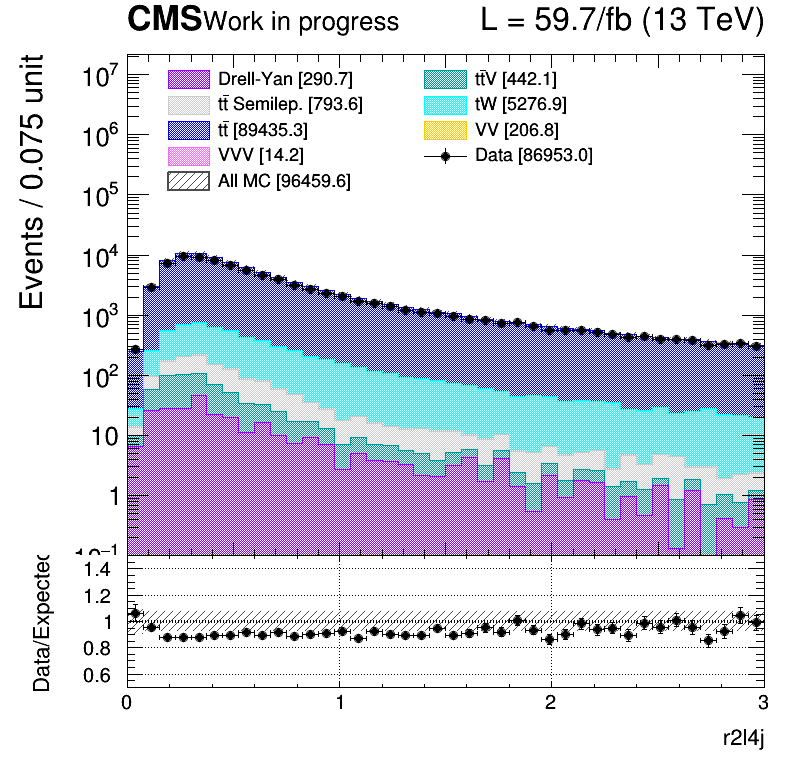 CMS Work in progress L = 59.7/fb (13 TeV)
Events / 0.075 unit
10⁷
10⁶
10⁵
10⁴
10³
10²
10
1
10⁻¹
Drell-Yan [290.7]
tt̄ Semilep. [793.6]
tt̄ [89435.3]
VVV [14.2]
All MC [96459.6]
tt̄V [442.1]
tW [5276.9]
VV [206.8]
Data [86953.0]
Data/Expected
1.4
1.2
1
0.8
0.6
0 1 2 3
r2l4j